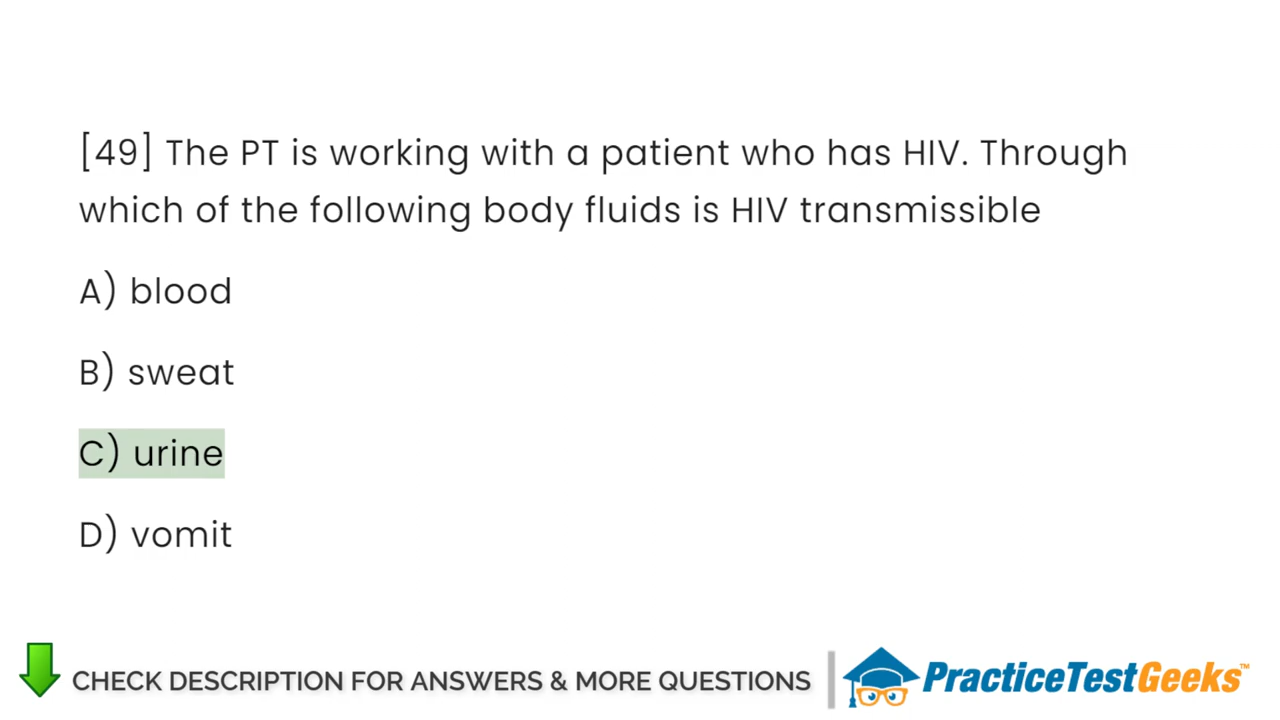 [49] The PT is working with a patient who has HIV. Through
which of the following body fluids is HIV transmissible
A) blood
B) sweat
C) urine
D) vomit
CHECK DESCRIPTION FOR ANSWERS & MORE QUESTIONS
PracticeTestGeeks™